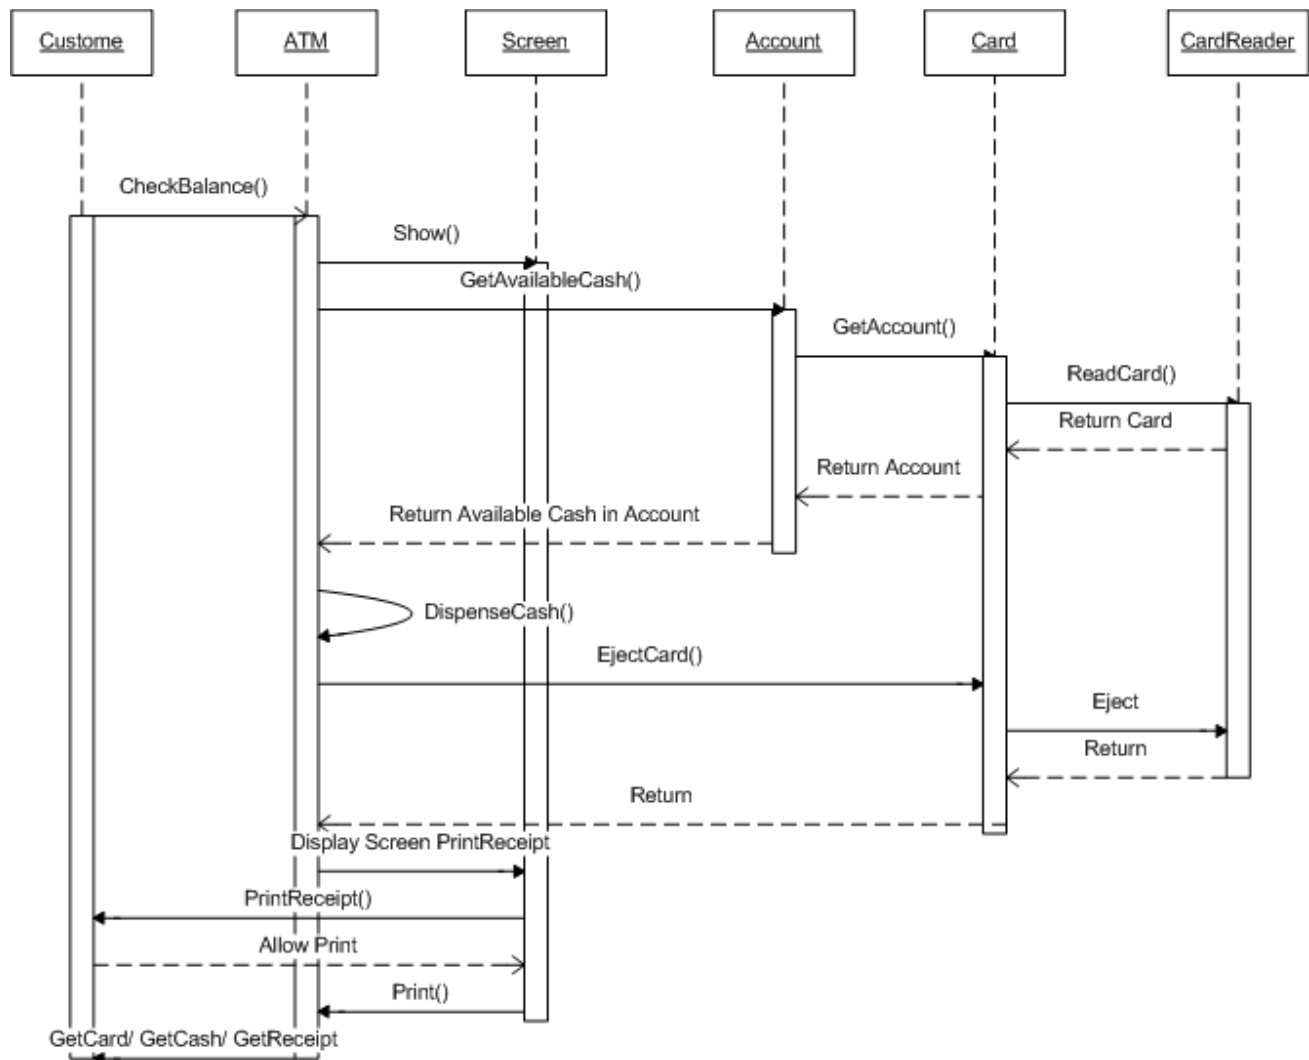 Custome
ATM
Screen
Account
Card
CardReader
CheckBalance()
Show()
GetAvailableCash()
GetAccount()
ReadCard()
Return Card
Return Account
Return Available Cash in Account
DispenseCash()
EjectCard()
Eject
Return
Return
Display Screen PrintReceipt
PrintReceipt()
Allow Print
Print()
GetCard/ GetCash/ GetReceipt